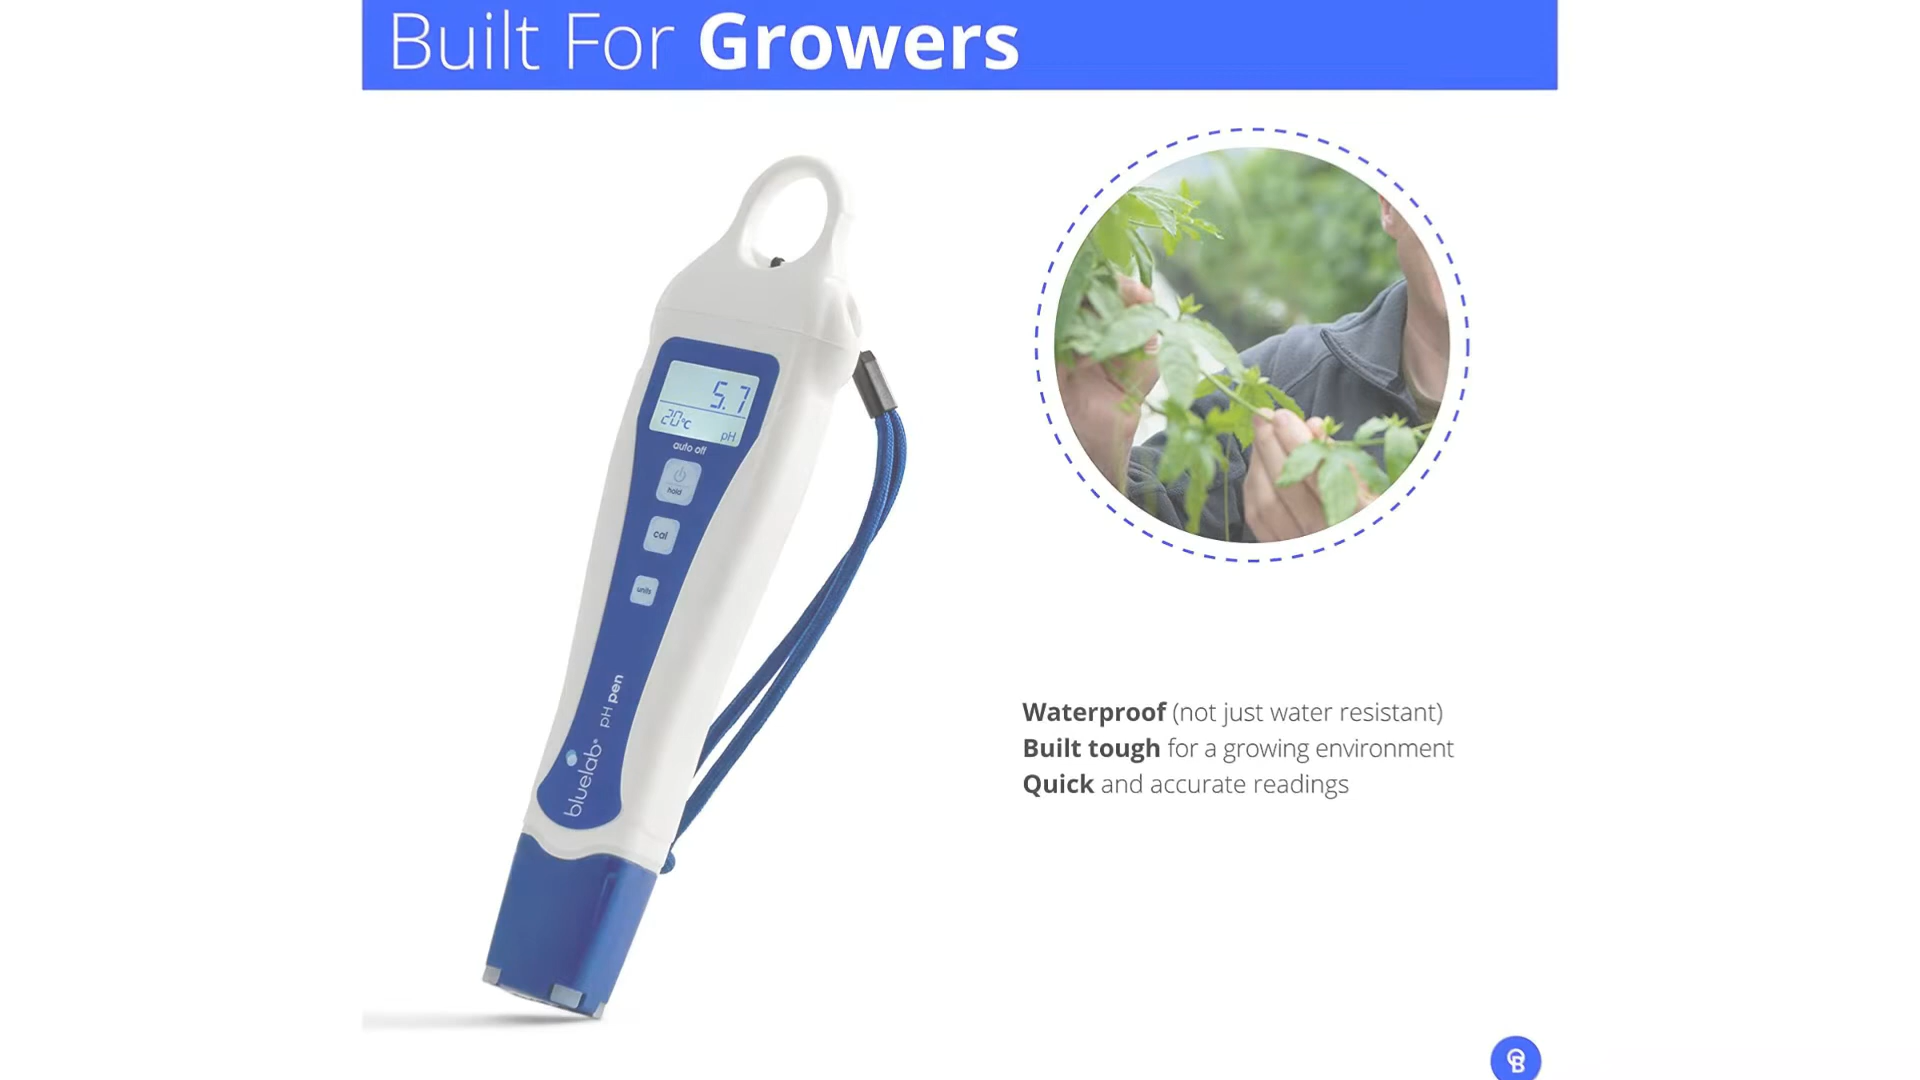 Built For Growers
5.7
20°C
pH
auto off
hold
cal
units
bluelab® pH pen
Waterproof (not just water resistant)
Built tough for a growing environment
Quick and accurate readings